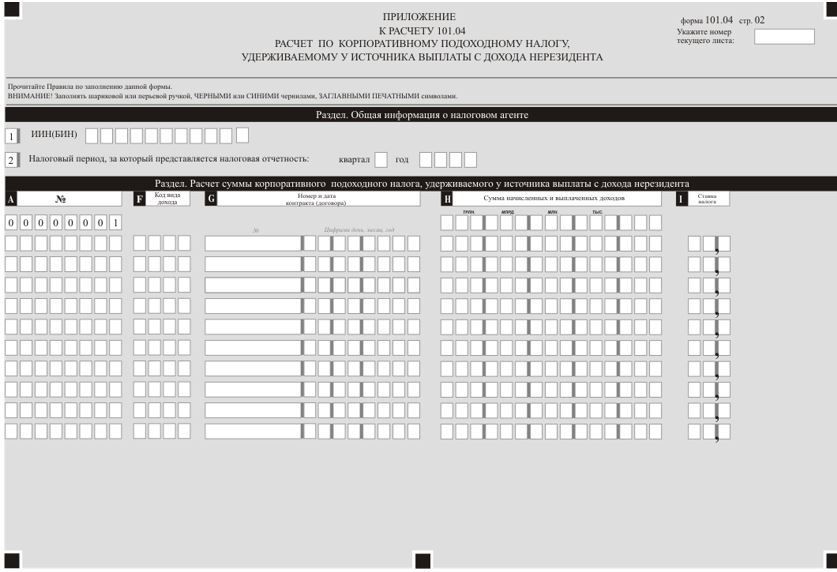 ПРИЛОЖЕНИЕ
К РАСЧЕТУ 101.04
РАСЧЕТ ПО КОРПОРАТИВНОМУ ПОДОХОДНОМУ НАЛОГУ,
УДЕРЖИВАЕМОМУ У ИСТОЧНИКА ВЫПЛАТЫ С ДОХОДА НЕРЕЗИДЕНТА
форма 101.04 стр. 02
Укажите номер
текущего листа:
Прочитайте Правила по заполнению данной формы.
ВНИМАНИЕ! Заполнять шариковой или перьевой ручкой, ЧЕРНЫМИ или СИНИМИ чернилами, ЗАГЛАВНЫМИ ПЕЧАТНЫМИ символами.
Раздел. Общая информация о налоговом агенте
1 ИИН(БИН)
2 Налоговый период, за который представляется налоговая отчетность: квартал год
Раздел. Расчет суммы корпоративного подоходного налога, удерживаемого у источника выплаты с дохода нерезидента
A №
F Код вида
дохода
G Номер и дата
контракта (договора)
H Сумма начисленных и выплаченных доходов
I Ставка
налога
трлн. млрд. млн. тыс.
0 0 0 0 0 0 0 1
№ Цифрами день, месяц, год